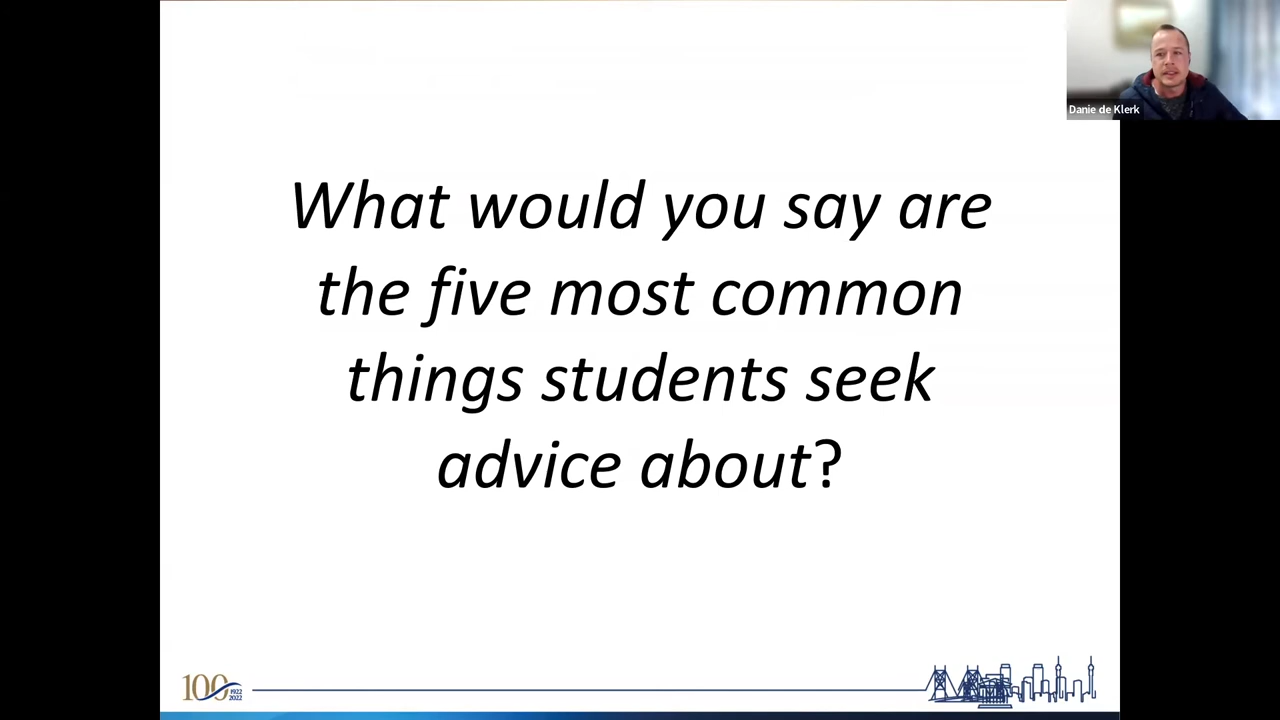 Danie de Klerk
What would you say are
the five most common
things students seek
advice about?
100 1922
2022